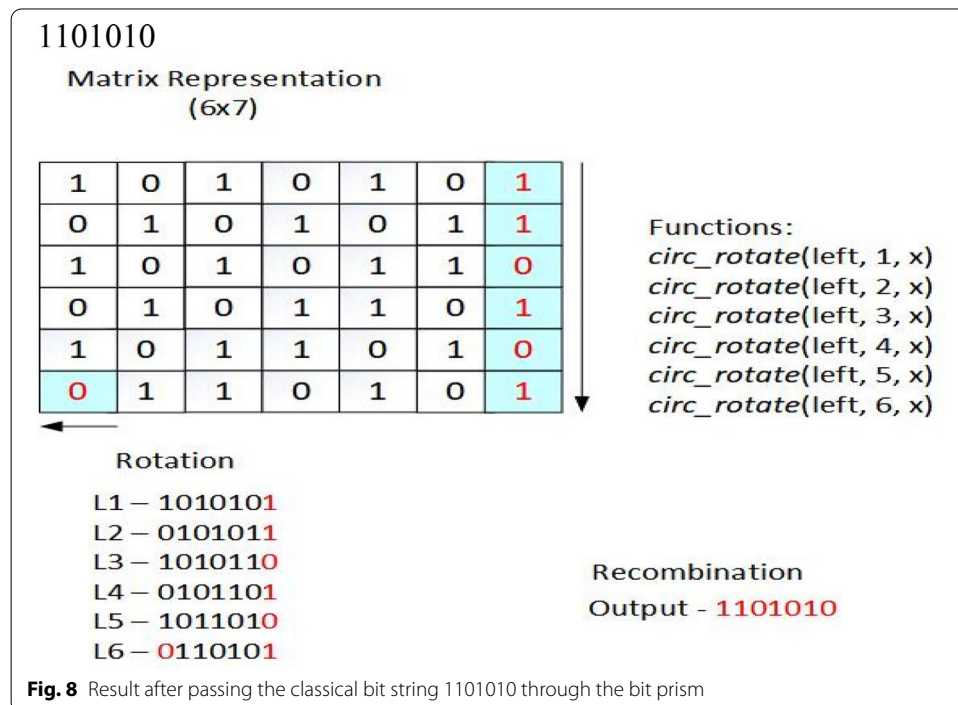 1101010
Matrix Representation
(6x7)
1 0 1 0 1 0 1
0 1 0 1 0 1 1
1 0 1 0 1 1 0
0 1 0 1 1 0 1
1 0 1 1 0 1 0
0 1 1 0 1 0 1
Functions:
circ_rotate(left, 1, x)
circ_rotate(left, 2, x)
circ_rotate(left, 3, x)
circ_rotate(left, 4, x)
circ_rotate(left, 5, x)
circ_rotate(left, 6, x)
Rotation
L1 – 1010101
L2 – 0101011
L3 – 1010110
L4 – 0101101
L5 – 1011010
L6 – 0110101
Recombination
Output - 1101010
Fig. 8 Result after passing the classical bit string 1101010 through the bit prism